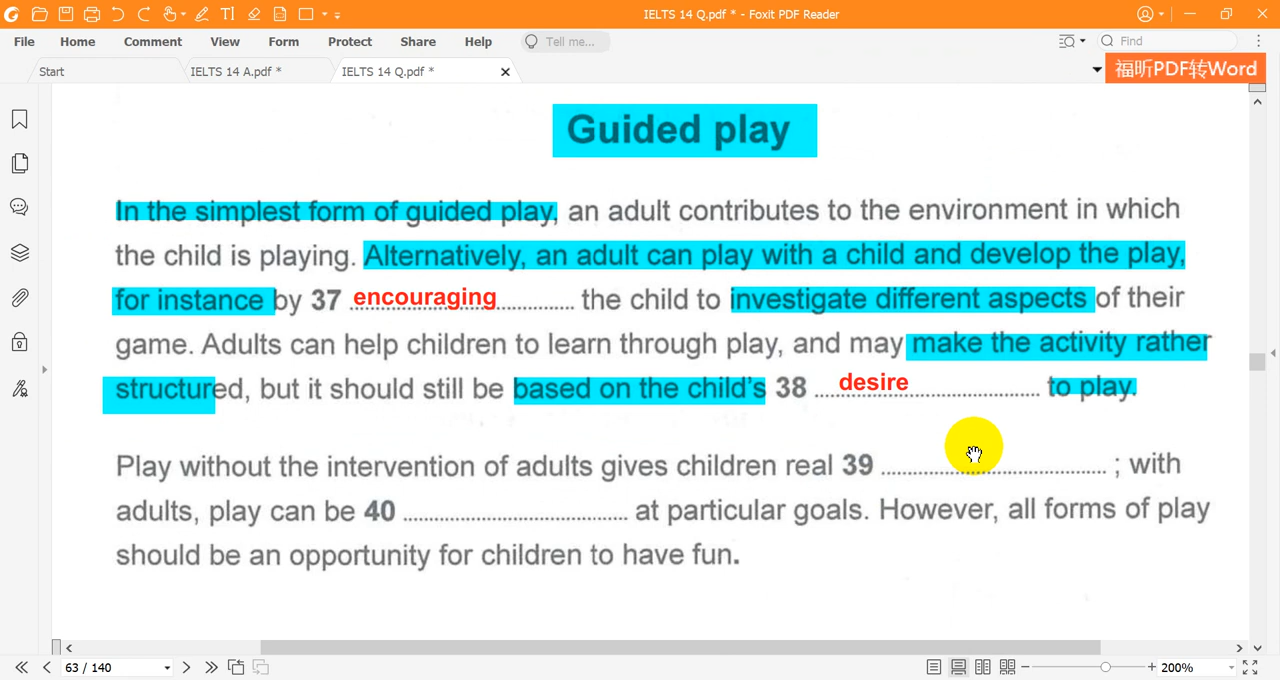 IELTS 14 Q.pdf * - Foxit PDF Reader
File Home Comment View Form Protect Share Help Tell me... Find
Start IELTS 14 A.pdf * IELTS 14 Q.pdf * 福昕PDF转Word
Guided play
In the simplest form of guided play, an adult contributes to the environment in which
the child is playing. Alternatively, an adult can play with a child and develop the play,
for instance by 37 encouraging .............. the child to investigate different aspects of their
game. Adults can help children to learn through play, and may make the activity rather
structured, but it should still be based on the child's 38 desire .............. to play.
Play without the intervention of adults gives children real 39 .............................. ; with
adults, play can be 40 .............................. at particular goals. However, all forms of play
should be an opportunity for children to have fun.
63 / 140 200%